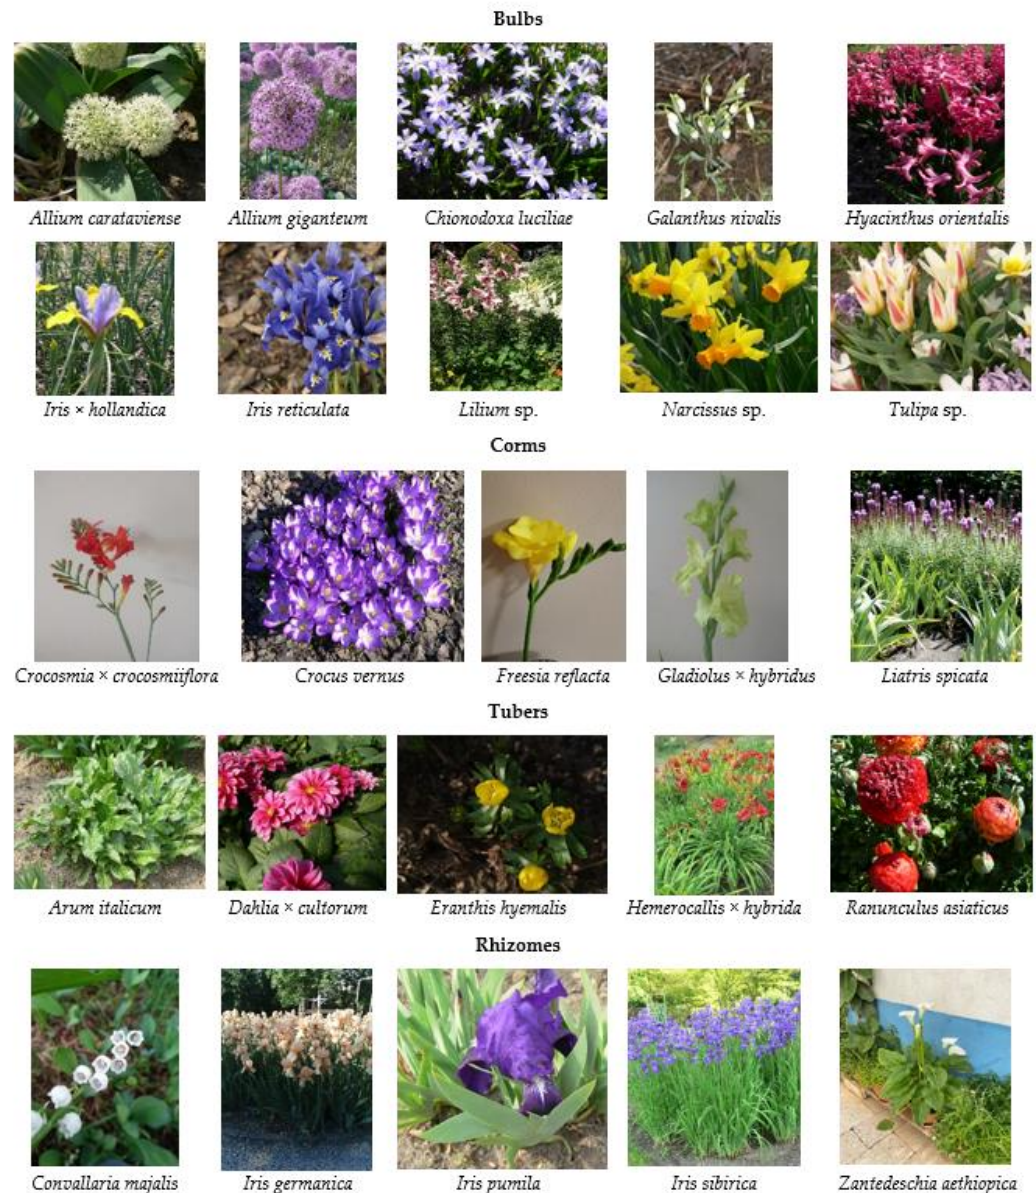 Bulbs
Allium carataviense
Allium giganteum
Chionodoxa luciliae
Galanthus nivalis
Hyacinthus orientalis
Iris × hollandica
Iris reticulata
Lilium sp.
Narcissus sp.
Tulipa sp.
Corms
Crocosmia × crocosmiiflora
Crocus vernus
Freesia reflacta
Gladiolus × hybridus
Liatris spicata
Tubers
Arum italicum
Dahlia × cultorum
Eranthis hyemalis
Hemerocallis × hybrida
Ranunculus asiaticus
Rhizomes
Convallaria majalis
Iris germanica
Iris pumila
Iris sibirica
Zantedeschia aethiopica